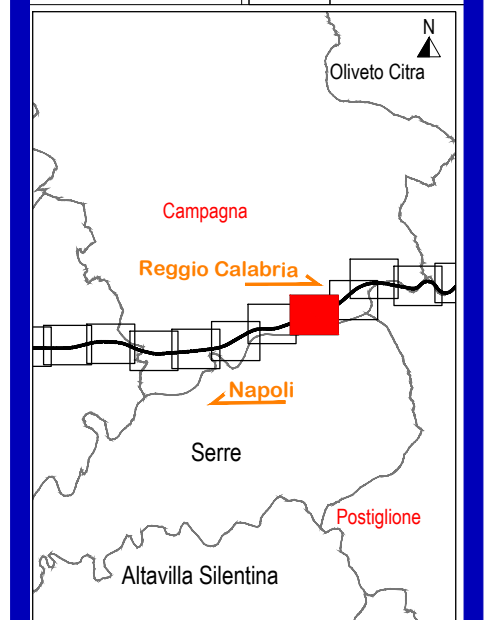 N
Oliveto Citra
Campagna
Reggio Calabria
Napoli
Serre
Postiglione
Altavilla Silentina